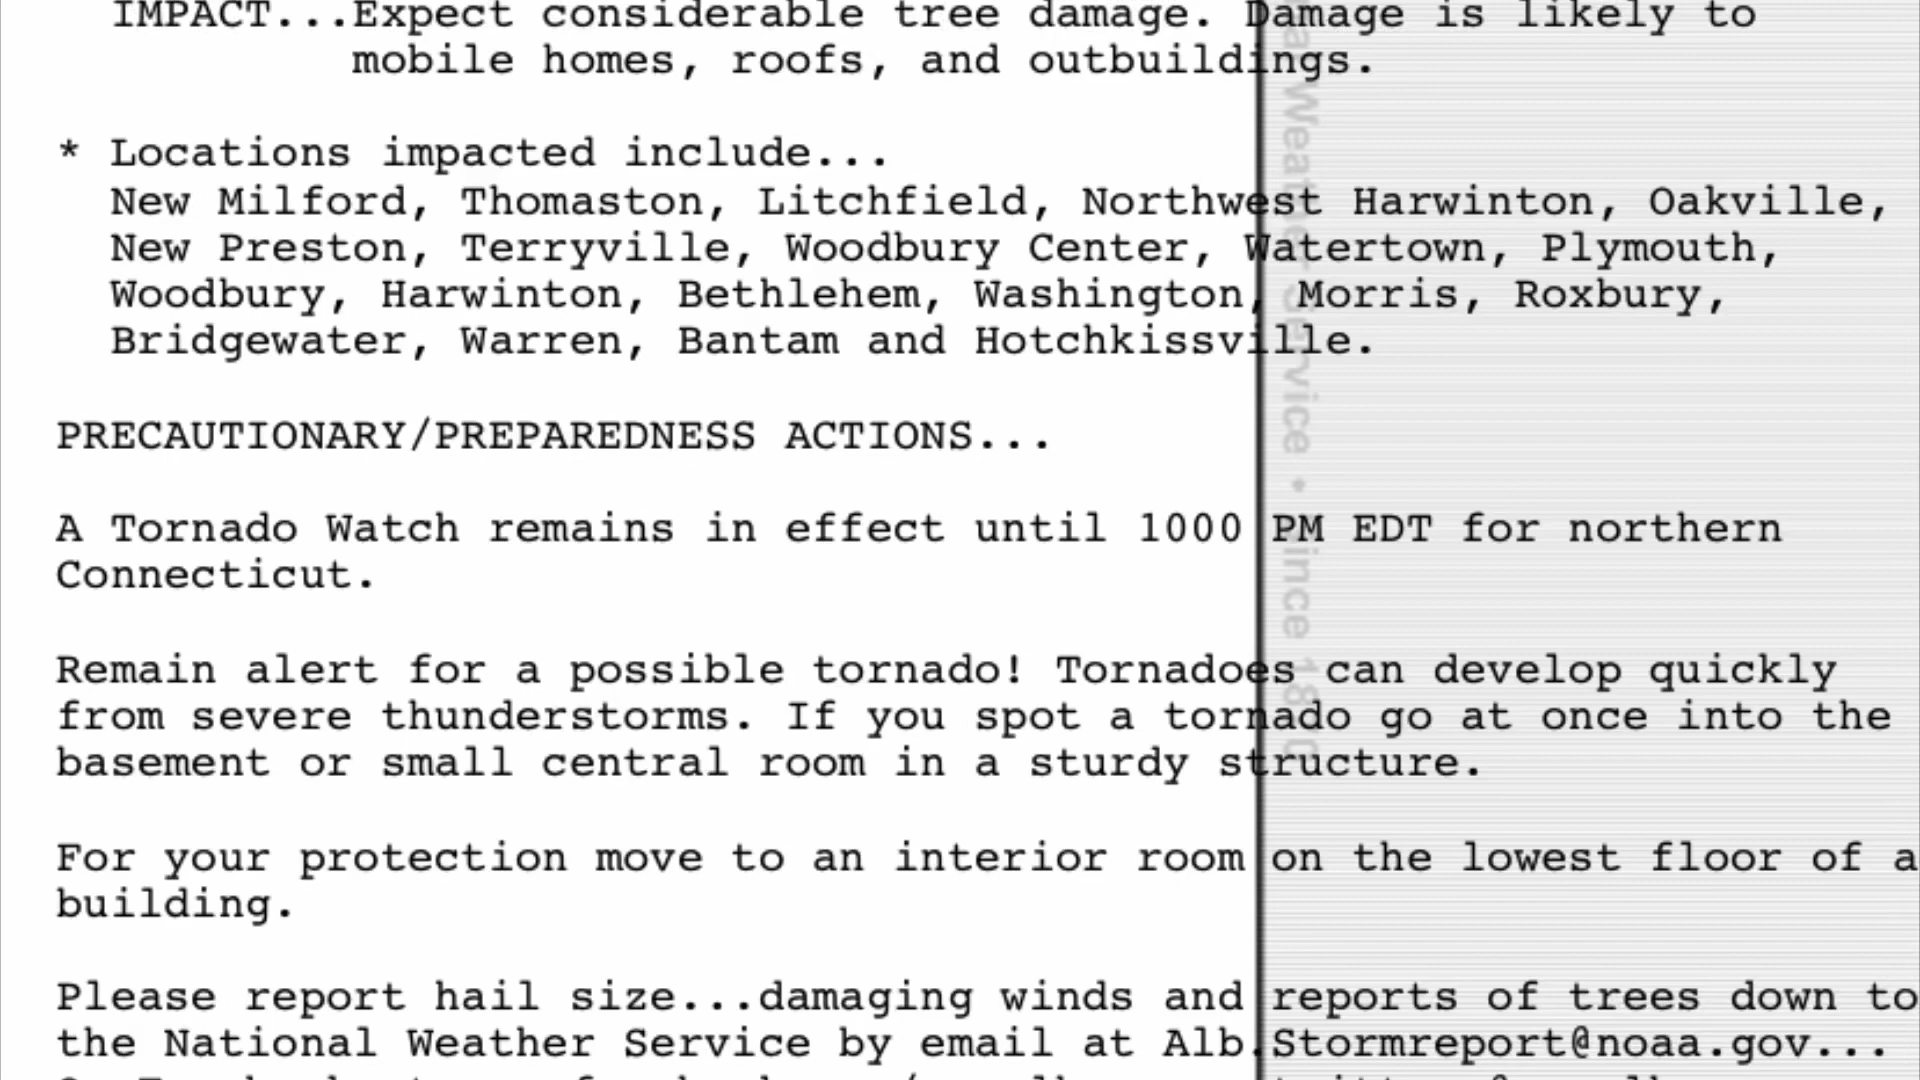 IMPACT...Expect considerable tree damage. Damage is likely to
mobile homes, roofs, and outbuildings.
* Locations impacted include...
New Milford, Thomaston, Litchfield, Northwest Harwinton, Oakville,
New Preston, Terryville, Woodbury Center, Watertown, Plymouth,
Woodbury, Harwinton, Bethlehem, Washington, Morris, Roxbury,
Bridgewater, Warren, Bantam and Hotchkissville.
PRECAUTIONARY/PREPAREDNESS ACTIONS...
A Tornado Watch remains in effect until 1000 PM EDT for northern
Connecticut.
Remain alert for a possible tornado! Tornadoes can develop quickly
from severe thunderstorms. If you spot a tornado go at once into the
basement or small central room in a sturdy structure.
For your protection move to an interior room on the lowest floor of a
building.
Please report hail size...damaging winds and reports of trees down to
the National Weather Service by email at Alb.Stormreport@noaa.gov...
Weather Service • since